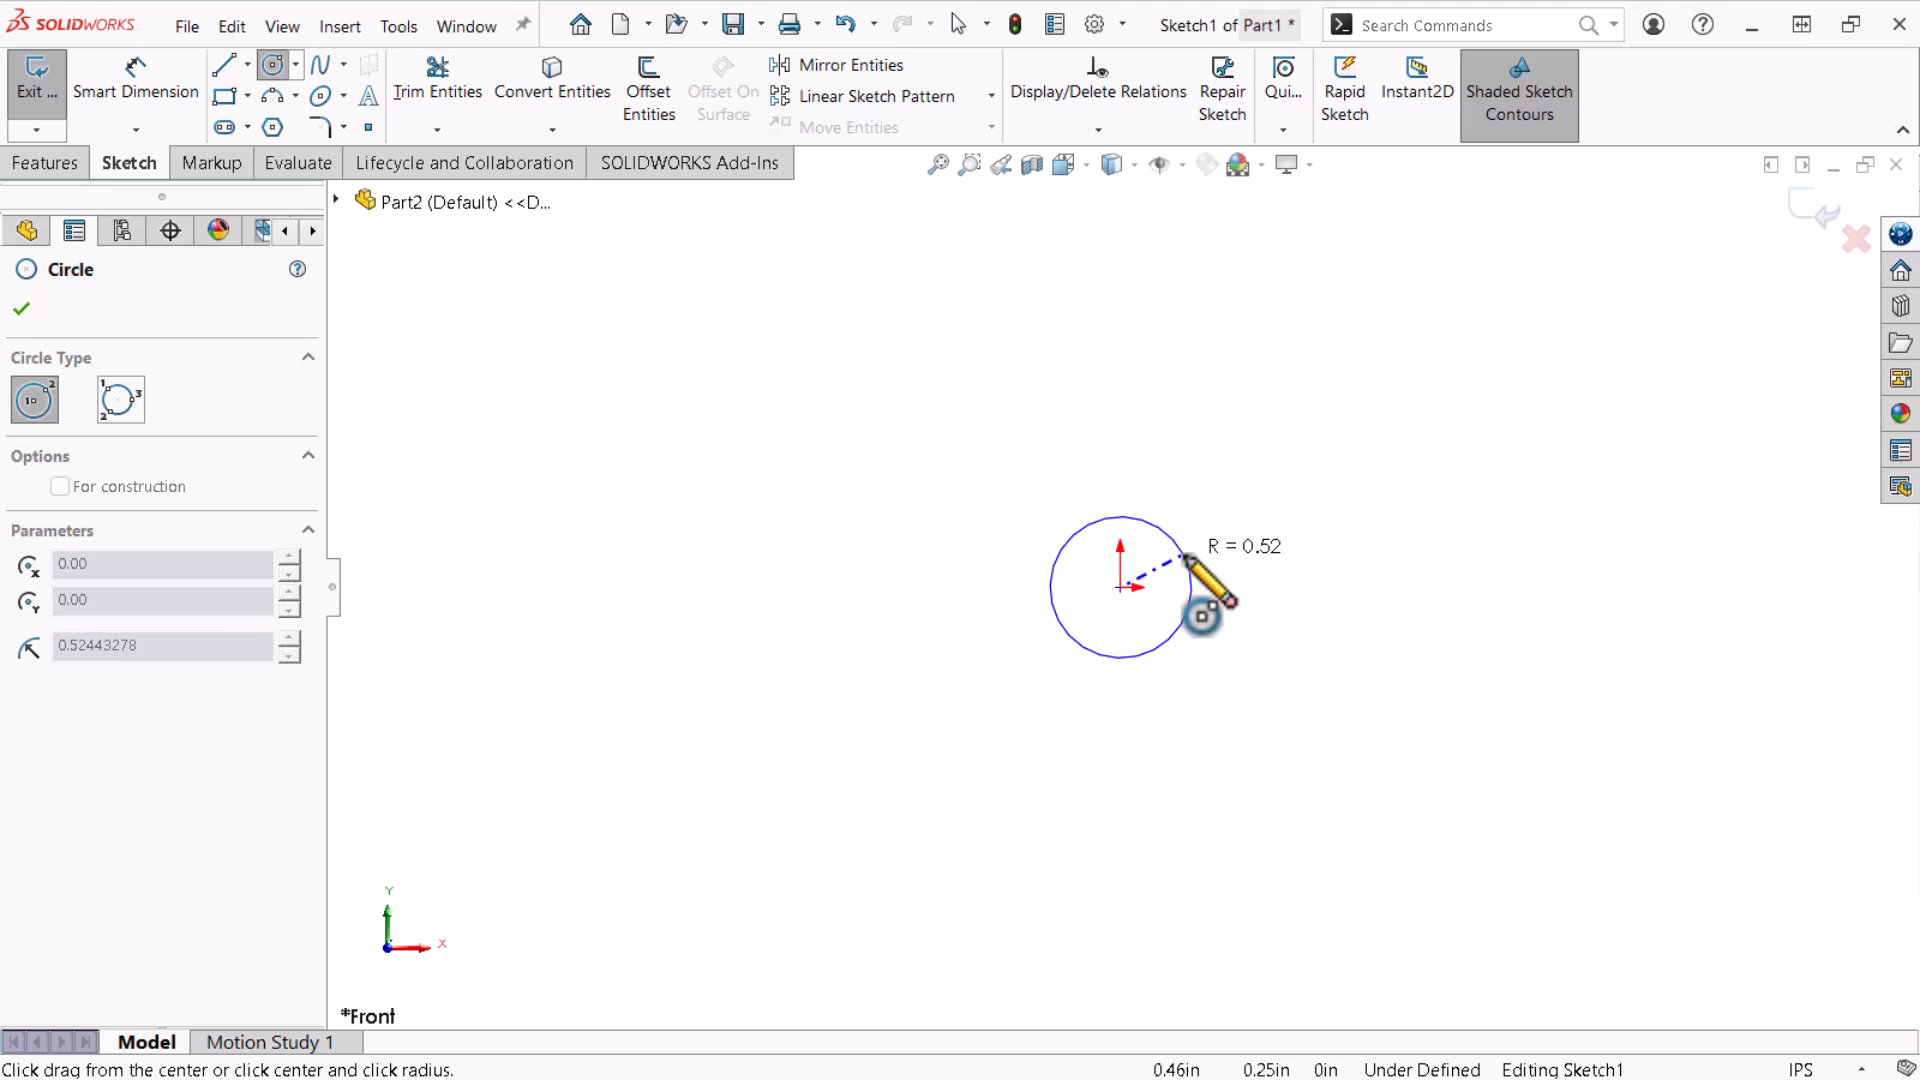 SOLIDWORKS File Edit View Insert Tools Window Sketch1 of Part1 * Search Commands
Exit ... Smart Dimension Trim Entities Convert Entities Offset Entities Offset On Surface Mirror Entities Linear Sketch Pattern Move Entities Display/Delete Relations Repair Sketch Qui... Rapid Sketch Instant2D Shaded Sketch Contours
Features Sketch Markup Evaluate Lifecycle and Collaboration SOLIDWORKS Add-Ins
Part2 (Default) <<D...
Circle
Circle Type
Options
For construction
Parameters
0.00
0.00
0.52443278
R = 0.52
Y
X
*Front
Model Motion Study 1
Click drag from the center or click center and click radius. 0.46in 0.25in 0in Under Defined Editing Sketch1 IPS